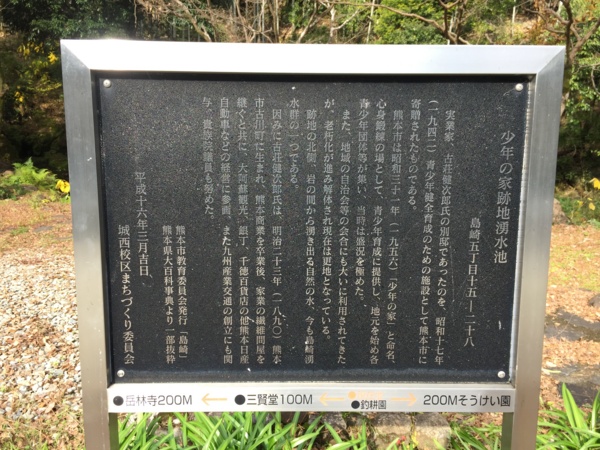 少年の家跡地湧水池
島崎五丁目十五―二十八
実業家、古荘健次郎氏の別邸であったのを、昭和十七年
(一九四二)青少年健全育成のための施設として熊本市に
寄贈されたものである。
熊本市は昭和三十一年(一九五六)「少年の家」と命名、
心身鍛棟の場として、青少年育成に提供し、地元を始め各
青少年団体等が集い、当時は盛況を極めた。
また、地域の自治会等の会合にも大いに利用されてきた
が、老朽化が進み解体され現在は更地となっている。
跡地の北側、岩の間から湧き出る自然の水、今も島崎湧
水群の一つである。
因みに古荘健次郎氏は、明治二十三年(一八九〇)熊本
市古川町に生まれ、熊本商業を卒業後、家業の繊維問屋を
継ぐと共に、大阿蘇観光、銀丁、千徳百貨店の他熊本日産
自動車などの経営に参画、また九州産業交通の創立にも関
与、貴族院議員も努めた。
熊本市教育委員会発行「島崎」
熊本県大百科事典より一部抜粋
平成十六年三月吉日、
城西校区まちづくり委員会
●岳林寺200M ← ●三賢堂100M ← ●釣耕園 → 200Mそうけい園